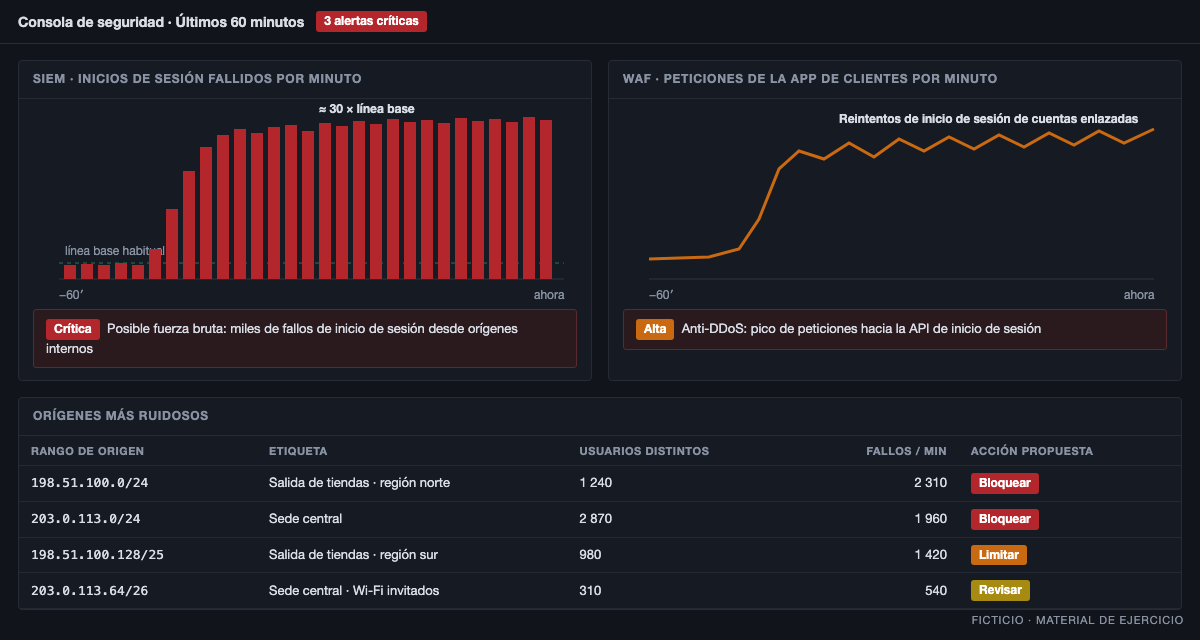 Consola de seguridad · Últimos 60 minutos
3 alertas críticas
SIEM · INICIOS DE SESIÓN FALLIDOS POR MINUTO
≈ 30 × línea base
línea base habitual
–60′
ahora
Crítica Posible fuerza bruta: miles de fallos de inicio de sesión desde orígenes
internos
WAF · PETICIONES DE LA APP DE CLIENTES POR MINUTO
Reintentos de inicio de sesión de cuentas enlazadas
–60′
ahora
Alta Anti-DDoS: pico de peticiones hacia la API de inicio de sesión
ORÍGENES MÁS RUIDOSOS
RANGO DE ORIGEN ETIQUETA USUARIOS DISTINTOS FALLOS / MIN ACCIÓN PROPUESTA
198.51.100.0/24 Salida de tiendas · región norte 1 240 2 310 Bloquear
203.0.113.0/24 Sede central 2 870 1 960 Bloquear
198.51.100.128/25 Salida de tiendas · región sur 980 1 420 Limitar
203.0.113.64/26 Sede central · Wi-Fi invitados 310 540 Revisar
FICTICIO · MATERIAL DE EJERCICIO